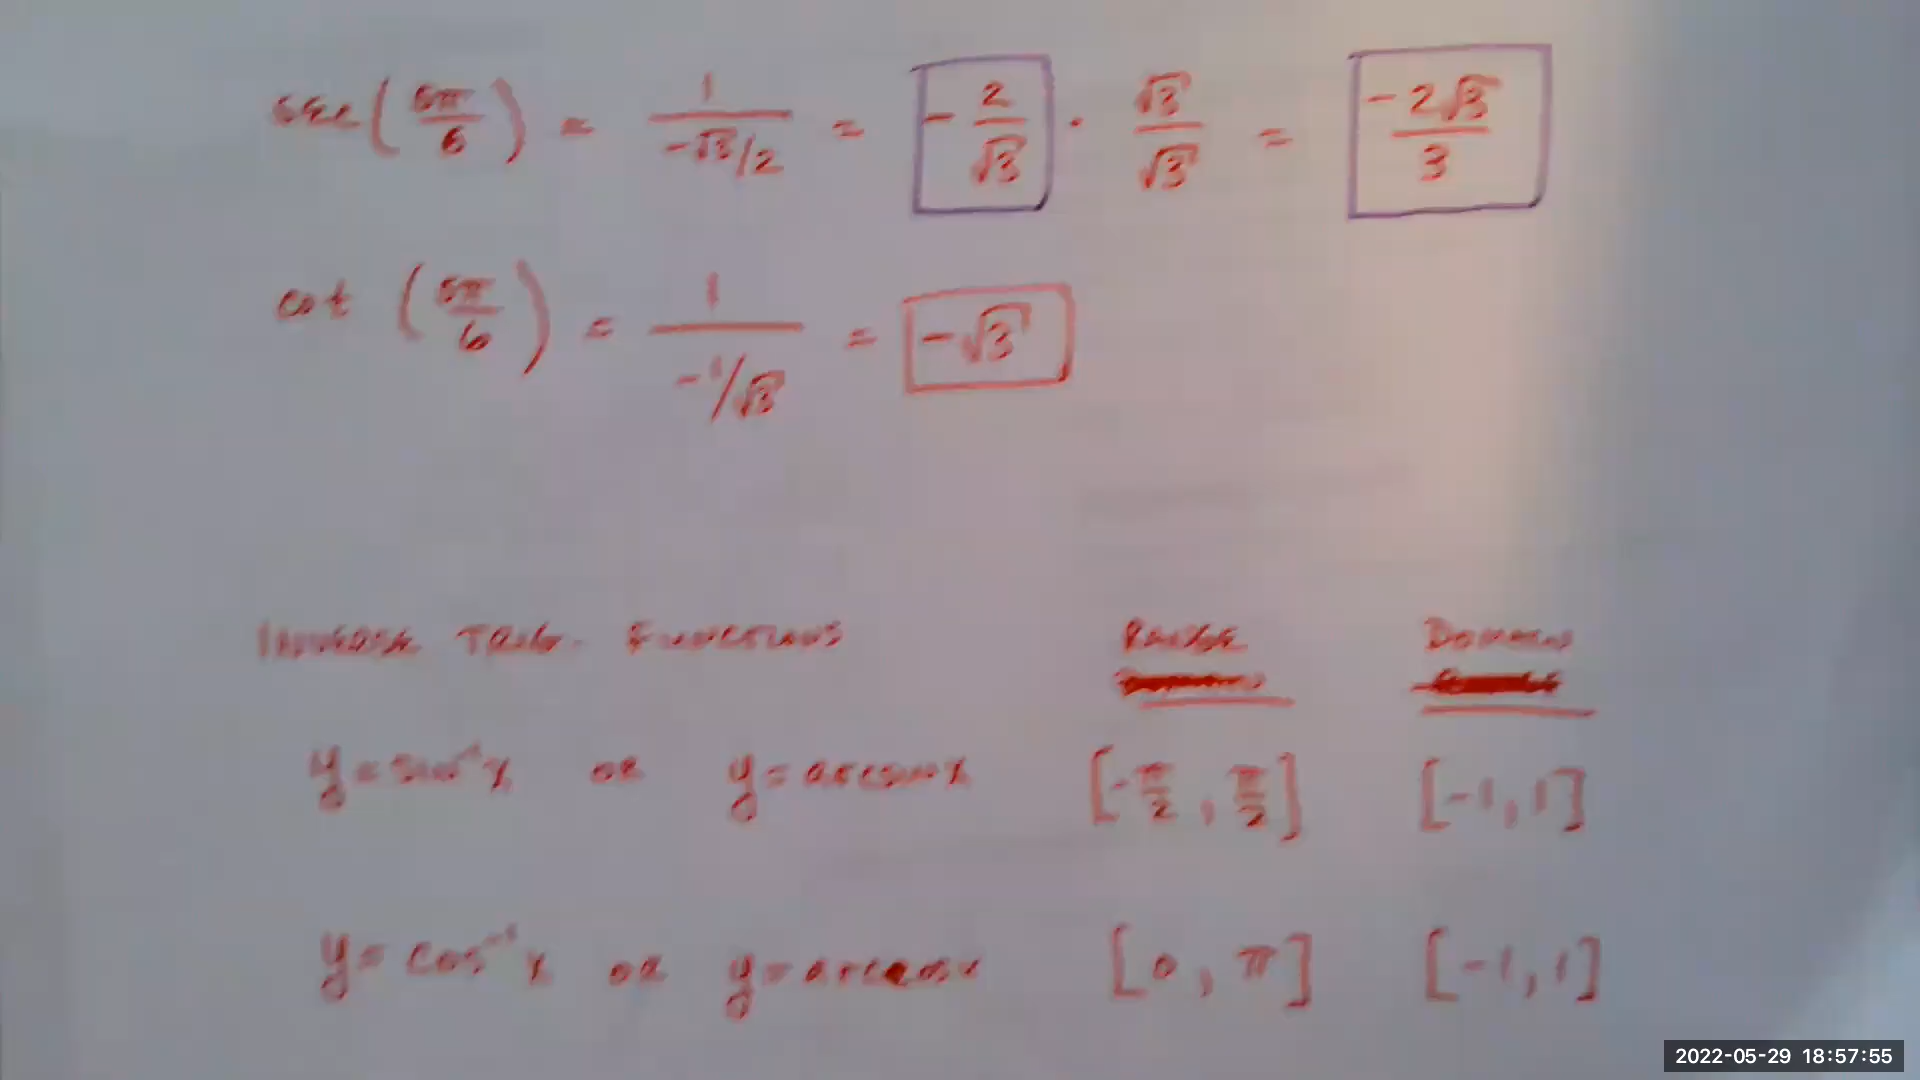 sec(5π/6) = 1/(-√3/2) = -2/√3 · √3/√3 = -2√3/3
cot (5π/6) = 1/(-1/√3) = -√3
INVERSE TRIG. FUNCTIONS RANGE DOMAIN
y = sin⁻¹x or y = arcsin x [-π/2, π/2] [-1, 1]
y = cos⁻¹x or y = arccos x [0, π] [-1, 1]
2022-05-29 18:57:55